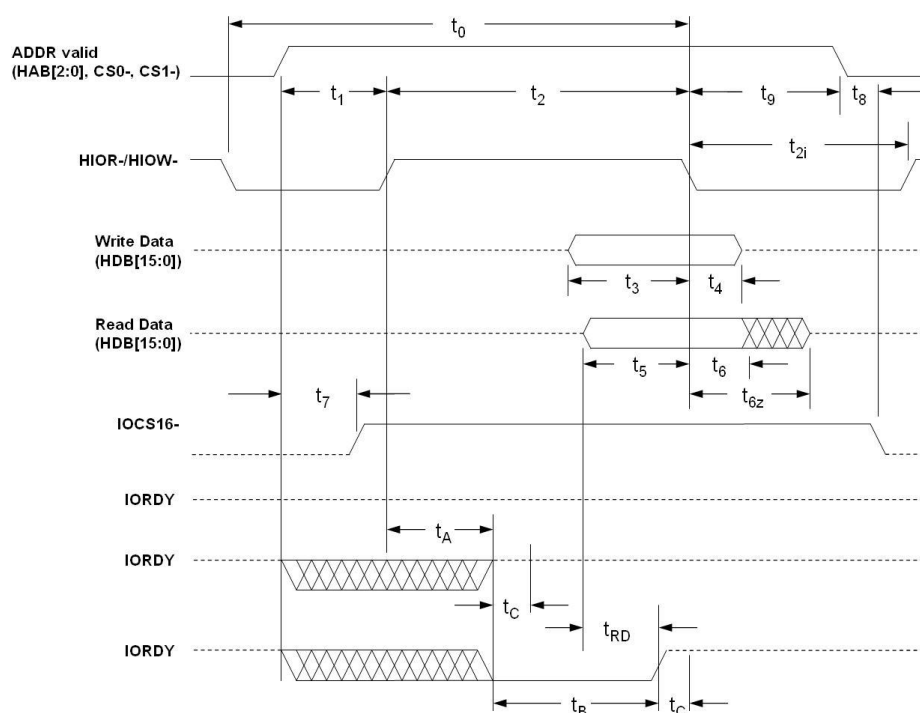 t0
ADDR valid
(HAB[2:0], CS0-, CS1-)
t1
t2
t9
t8
HIOR-/HIOW-
t2i
Write Data
(HDB[15:0])
t3
t4
Read Data
(HDB[15:0])
t5
t6
t7
t6z
IOCS16-
IORDY
tA
IORDY
tC
tRD
IORDY
tB
tC